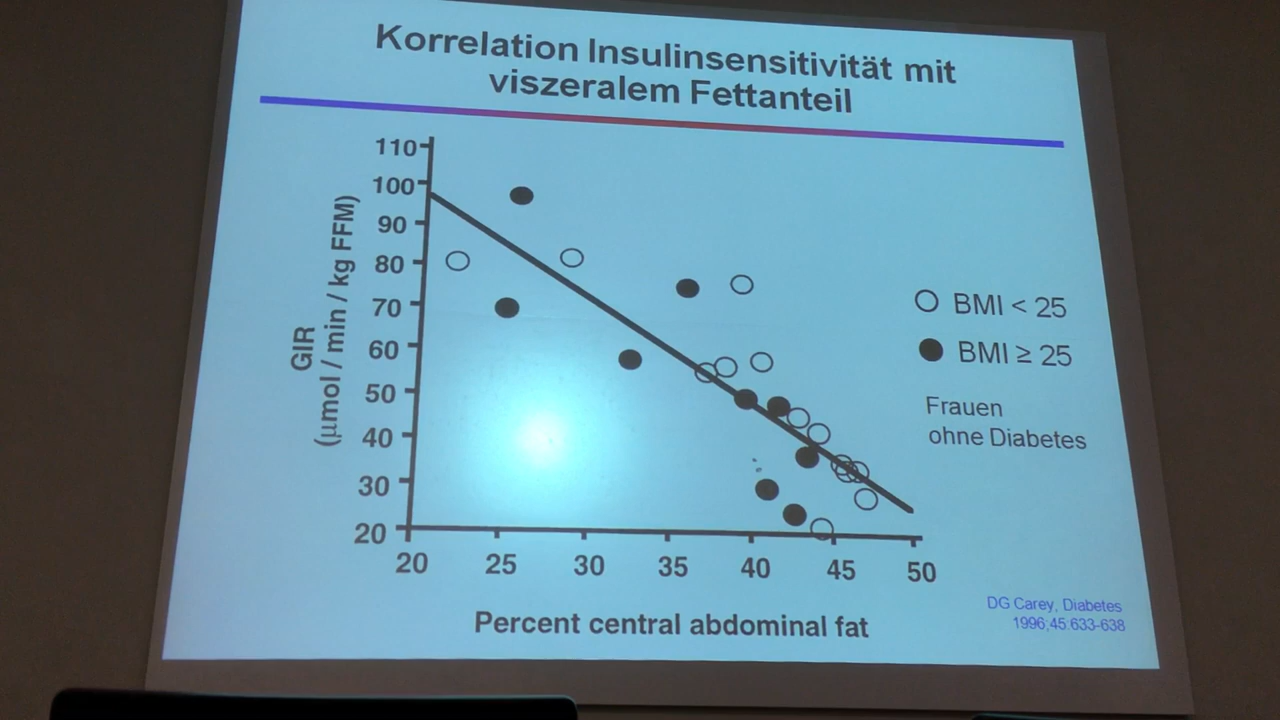 Korrelation Insulinsensitivität mit
viszeralem Fettanteil
110
100
90
80
70
60
50
40
30
20
GIR
(μmol / min / kg FFM)
20 25 30 35 40 45 50
Percent central abdominal fat
BMI < 25
BMI ≥ 25
Frauen
ohne Diabetes
DG Carey, Diabetes
1996;45:633-638